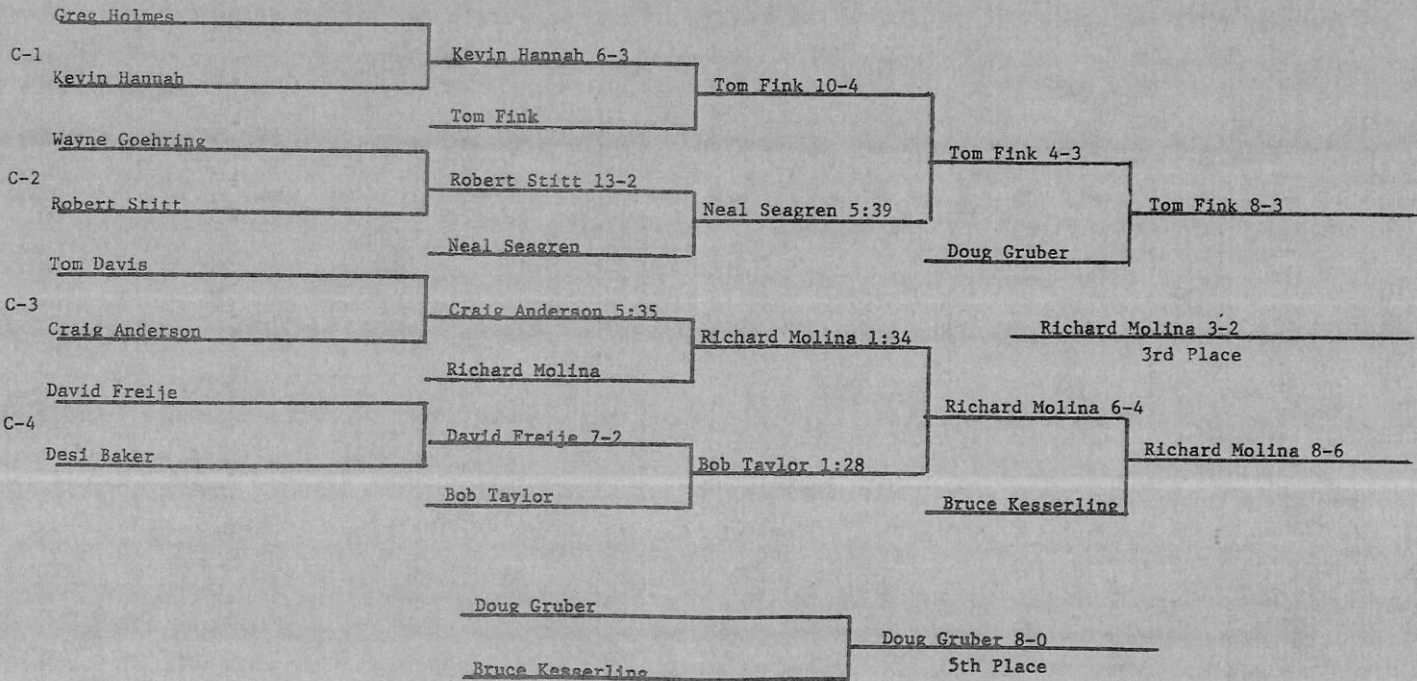 Greg Holmes
C-1
Kevin Hannah 6-3
Kevin Hannah
Tom Fink 10-4
Tom Fink
Wayne Goehring
Tom Fink 4-3
C-2
Robert Stitt 13-2
Robert Stitt
Neal Seagren 5:39
Tom Fink 8-3
Neal Seagren
Doug Gruber
Tom Davis
C-3
Craig Anderson 5:35
Craig Anderson
Richard Molina 1:34
Richard Molina 3-2
3rd Place
Richard Molina
David Freije
Richard Molina 6-4
C-4
David Freije 7-2
Desi Baker
Bob Taylor 1:28
Richard Molina 8-6
Bob Taylor
Bruce Kesserling
Doug Gruber
Doug Gruber 8-0
5th Place
Bruce Kesserling